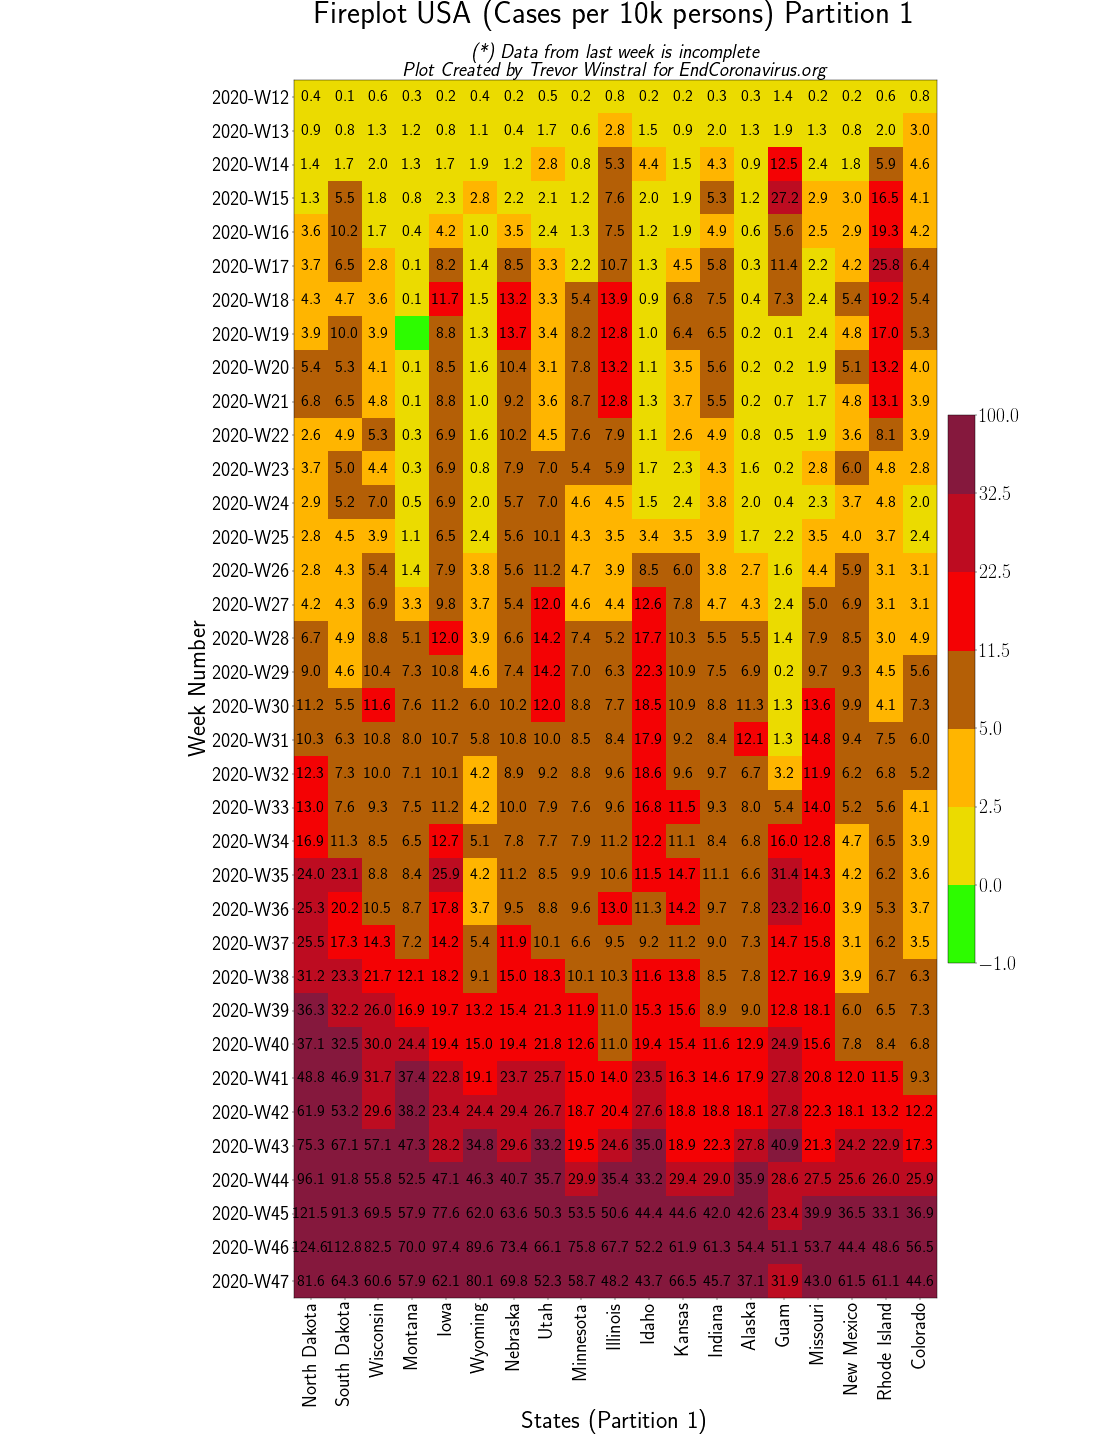 Fireplot USA (Cases per 10k persons) Partition 1
(*) Data from last week is incomplete
Plot Created by Trevor Winstral for EndCoronavirus.org
2020-W12 0.4 0.1 0.6 0.3 0.2 0.4 0.2 0.5 0.2 0.8 0.2 0.2 0.3 0.3 1.4 0.2 0.2 0.6 0.8
2020-W13 0.9 0.8 1.3 1.2 0.8 1.1 0.4 1.7 0.6 2.8 1.5 0.9 2.0 1.3 1.9 1.3 0.8 2.0 3.0
2020-W14 1.4 1.7 2.0 1.3 1.7 1.9 1.2 2.8 0.8 5.3 4.4 1.5 4.3 0.9 12.5 2.4 1.8 5.9 4.6
2020-W15 1.3 5.5 1.8 0.8 2.3 2.8 2.2 2.1 1.2 7.6 2.0 1.9 5.3 1.2 27.2 2.9 3.0 16.5 4.1
2020-W16 3.6 10.2 1.7 0.4 4.2 1.0 3.5 2.4 1.3 7.5 1.2 1.9 4.9 0.6 5.6 2.5 2.9 19.3 4.2
2020-W17 3.7 6.5 2.8 0.1 8.2 1.4 8.5 3.3 2.2 10.7 1.3 4.5 5.8 0.3 11.4 2.2 4.2 25.8 6.4
2020-W18 4.3 4.7 3.6 0.1 11.7 1.5 13.2 3.3 5.4 13.9 0.9 6.8 7.5 0.4 7.3 2.4 5.4 19.2 5.4
2020-W19 3.9 10.0 3.9 8.8 1.3 13.7 3.4 8.2 12.8 1.0 6.4 6.5 0.2 0.1 2.4 4.8 17.0 5.3
2020-W20 5.4 5.3 4.1 0.1 8.5 1.6 10.4 3.1 7.8 13.2 1.1 3.5 5.6 0.2 0.2 1.9 5.1 13.2 4.0
2020-W21 6.8 6.5 4.8 0.1 8.8 1.0 9.2 3.6 8.7 12.8 1.3 3.7 5.5 0.2 0.7 1.7 4.8 13.1 3.9
2020-W22 2.6 4.9 5.3 0.3 6.9 1.6 10.2 4.5 7.6 7.9 1.1 2.6 4.9 0.8 0.5 1.9 3.6 8.1 3.9
2020-W23 3.7 5.0 4.4 0.3 6.9 0.8 7.9 7.0 5.4 5.9 1.7 2.3 4.3 1.6 0.2 2.8 6.0 4.8 2.8
2020-W24 2.9 5.2 7.0 0.5 6.9 2.0 5.7 7.0 4.6 4.5 1.5 2.4 3.8 2.0 0.4 2.3 3.7 4.8 2.0
2020-W25 2.8 4.5 3.9 1.1 6.5 2.4 5.6 10.1 4.3 3.5 3.4 3.5 3.9 1.7 2.2 3.5 4.0 3.7 2.4
2020-W26 2.8 4.3 5.4 1.4 7.9 3.8 5.6 11.2 4.7 3.9 8.5 6.0 3.8 2.7 1.6 4.4 5.9 3.1 3.1
2020-W27 4.2 4.3 6.9 3.3 9.8 3.7 5.4 12.0 4.6 4.4 12.6 7.8 4.7 4.3 2.4 5.0 6.9 3.1 3.1
2020-W28 6.7 4.9 8.8 5.1 12.0 3.9 6.6 14.2 7.4 5.2 17.7 10.3 5.5 5.5 1.4 7.9 8.5 3.0 4.9
2020-W29 9.0 4.6 10.4 7.3 10.8 4.6 7.4 14.2 7.0 6.3 22.3 10.9 7.5 6.9 0.2 9.7 9.3 4.5 5.6
2020-W30 11.2 5.5 11.6 7.6 11.2 6.0 10.2 12.0 8.8 7.7 18.5 10.9 8.8 11.3 1.3 13.6 9.9 4.1 7.3
2020-W31 10.3 6.3 10.8 8.0 10.7 5.8 10.8 10.0 8.5 8.4 17.9 9.2 8.4 12.1 1.3 14.8 9.4 7.5 6.0
2020-W32 12.3 7.3 10.0 7.1 10.1 4.2 8.9 9.2 8.8 9.6 18.6 9.6 9.7 6.7 3.2 11.9 6.2 6.8 5.2
2020-W33 13.0 7.6 9.3 7.5 11.2 4.2 10.0 7.9 7.6 9.6 16.8 11.5 9.3 8.0 5.4 14.0 5.2 5.6 4.1
2020-W34 16.9 11.3 8.5 6.5 12.7 5.1 7.8 7.7 7.9 11.2 12.2 11.1 8.4 6.8 16.0 12.8 4.7 6.5 3.9
2020-W35 24.0 23.1 8.8 8.4 25.9 4.2 11.2 8.5 9.9 10.6 11.5 14.7 11.1 6.6 31.4 14.3 4.2 6.2 3.6
2020-W36 25.3 20.2 10.5 8.7 17.8 3.7 9.5 8.8 9.6 13.0 11.3 14.2 9.7 7.8 23.2 16.0 3.9 5.3 3.7
2020-W37 25.5 17.3 14.3 7.2 14.2 5.4 11.9 10.1 6.6 9.5 9.2 11.2 9.0 7.3 14.7 15.8 3.1 6.2 3.5
2020-W38 31.2 23.3 21.7 12.1 18.2 9.1 15.0 18.3 10.1 10.3 11.6 13.8 8.5 7.8 12.7 16.9 3.9 6.7 6.3
2020-W39 36.3 32.2 26.0 16.9 19.7 13.2 15.4 21.3 11.9 11.0 15.3 15.6 8.9 9.0 12.8 18.1 6.0 6.5 7.3
2020-W40 37.1 32.5 30.0 24.4 19.4 15.0 19.4 21.8 12.6 11.0 19.4 15.4 11.6 12.9 24.9 15.6 7.8 8.4 6.8
2020-W41 48.8 46.9 31.7 37.4 22.8 19.1 23.7 25.7 15.0 14.0 23.5 16.3 14.6 17.9 27.8 20.8 12.0 11.5 9.3
2020-W42 61.9 53.2 29.6 38.2 23.4 24.4 29.4 26.7 18.7 20.4 27.6 18.8 18.8 18.1 27.8 22.3 18.1 13.2 12.2
2020-W43 75.3 67.1 57.1 47.3 28.2 34.8 29.6 33.2 19.5 24.6 35.0 18.9 22.3 27.8 40.9 21.3 24.2 22.9 17.3
2020-W44 96.1 91.8 55.8 52.5 47.1 46.3 40.7 35.7 29.9 35.4 33.2 29.4 29.0 35.9 28.6 27.5 25.6 26.0 25.9
2020-W45 121.5 91.3 69.5 57.9 77.6 62.0 63.6 50.3 53.5 50.6 44.4 44.6 42.0 42.6 23.4 39.9 36.5 33.1 36.9
2020-W46 124.6 112.8 82.5 70.0 97.4 89.6 73.4 66.1 75.8 67.7 52.2 61.9 61.3 54.4 51.1 53.7 44.4 48.6 56.5
2020-W47 81.6 64.3 60.6 57.9 62.1 80.1 69.8 52.3 58.7 48.2 43.7 66.5 45.7 37.1 31.9 43.0 61.5 61.1 44.6
Week Number
North Dakota
South Dakota
Wisconsin
Montana
Iowa
Wyoming
Nebraska
Utah
Minnesota
Illinois
Idaho
Kansas
Indiana
Alaska
Guam
Missouri
New Mexico
Rhode Island
Colorado
States (Partition 1)
100.0
32.5
22.5
11.5
5.0
2.5
0.0
−1.0